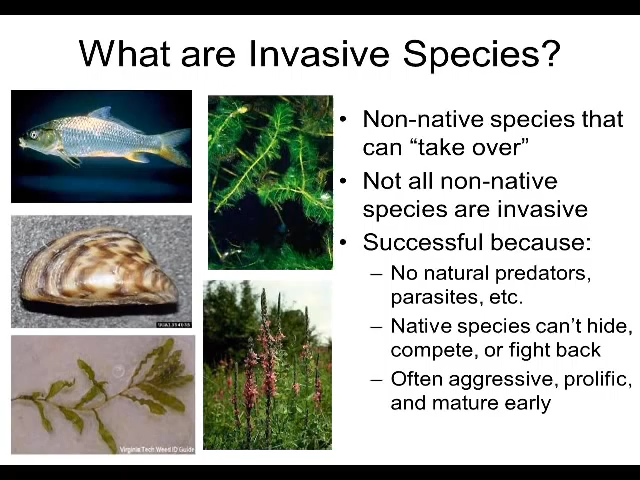 What are Invasive Species?
• Non-native species that
can “take over”
• Not all non-native
species are invasive
• Successful because:
– No natural predators,
parasites, etc.
– Native species can’t hide,
compete, or fight back
– Often aggressive, prolific,
and mature early
Virginia Tech Weed ID Guide